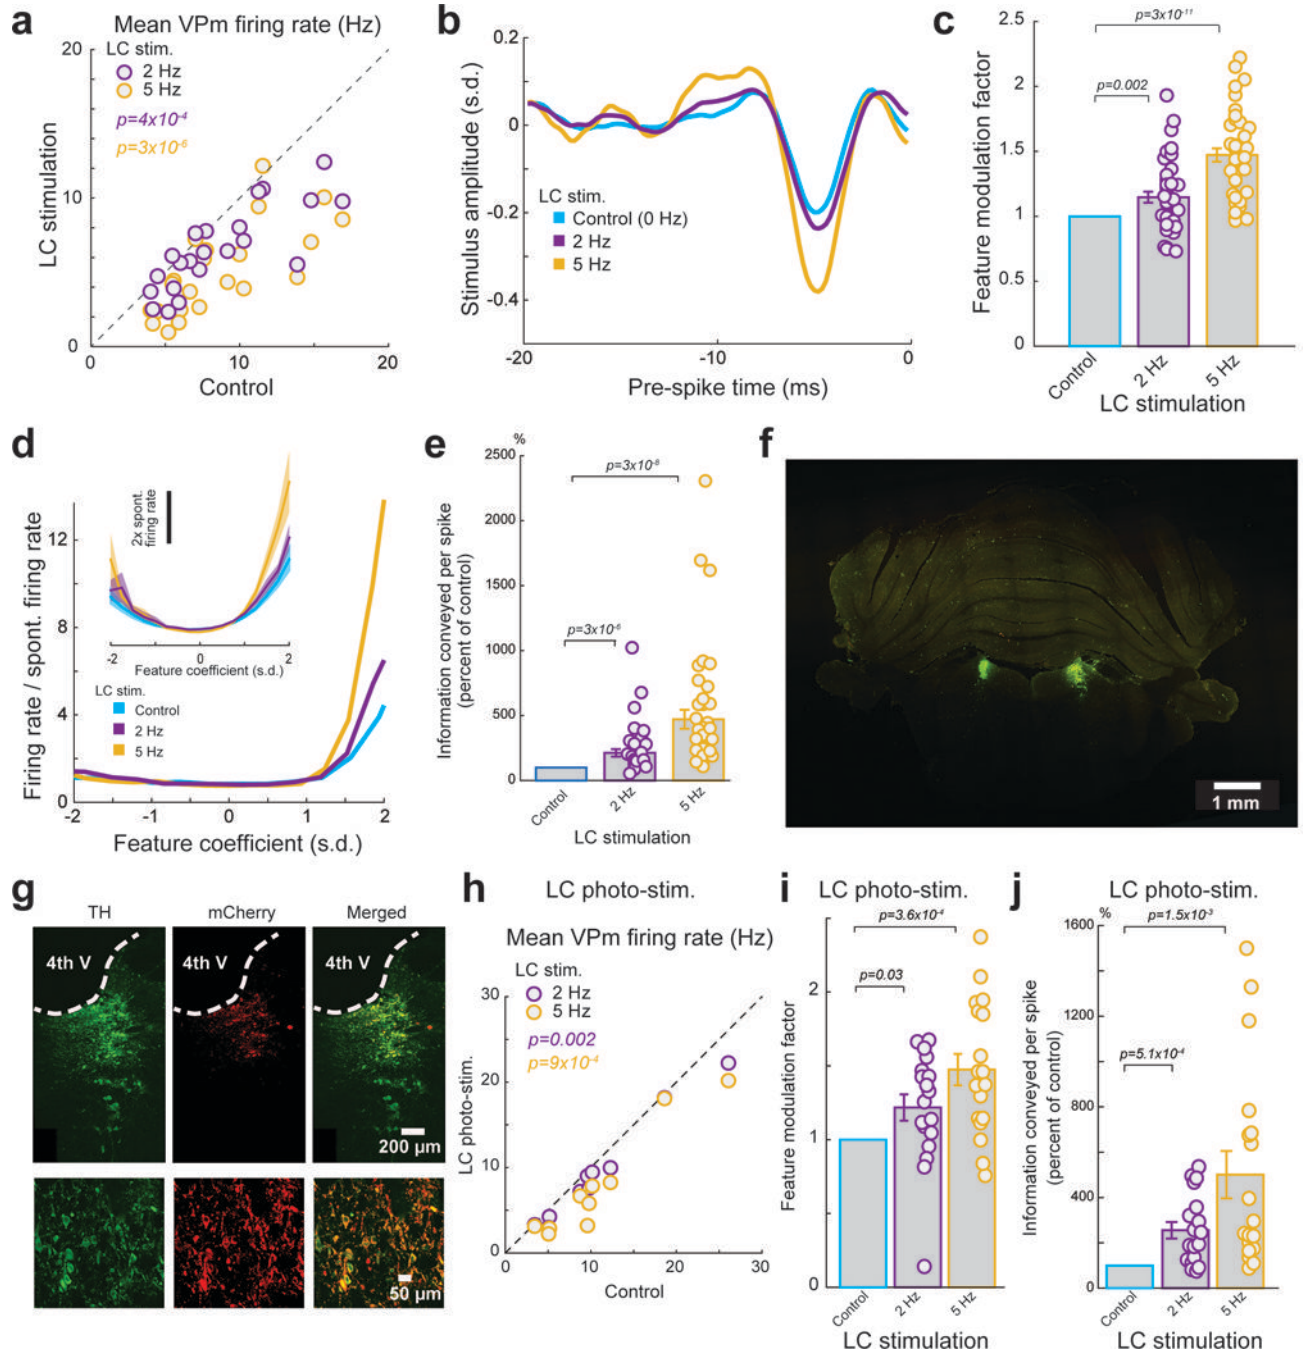 a
Mean VPm firing rate (Hz)
LC stim.
2 Hz
5 Hz
p=4x10⁻⁴
p=3x10⁻⁶
20
10
0
LC stimulation
0
10
20
Control
b
0.2
0
-0.2
-0.4
Stimulus amplitude (s.d.)
LC stim.
Control (0 Hz)
2 Hz
5 Hz
-20
-10
0
Pre-spike time (ms)
c
p=3x10⁻¹¹
p=0.002
2.5
2
1.5
1
0.5
0
Feature modulation factor
Control
2 Hz
5 Hz
LC stimulation
d
12
8
4
0
Firing rate / spont. firing rate
2x spont.
firing rate
-2
0
2
Feature coefficient (s.d.)
LC stim.
Control
2 Hz
5 Hz
-2
-1
0
1
2
Feature coefficient (s.d.)
e
%
p=3x10⁻⁸
p=3x10⁻⁶
2500
2000
1500
1000
500
0
Information conveyed per spike
(percent of control)
Control
2 Hz
5 Hz
LC stimulation
f
1 mm
g
TH
mCherry
Merged
4th V
4th V
4th V
200 µm
50 µm
h
LC photo-stim.
Mean VPm firing rate (Hz)
LC stim.
2 Hz
5 Hz
p=0.002
p=9x10⁻⁴
30
20
10
0
LC photo-stim.
0
10
20
30
Control
i
LC photo-stim.
p=3.6x10⁻⁴
p=0.03
2
1
0
Feature modulation factor
Control
2 Hz
5 Hz
LC stimulation
j
LC photo-stim.
%
p=1.5x10⁻³
p=5.1x10⁻⁴
1600
1200
800
400
0
Information conveyed per spike
(percent of control)
Control
2 Hz
5 Hz
LC stimulation